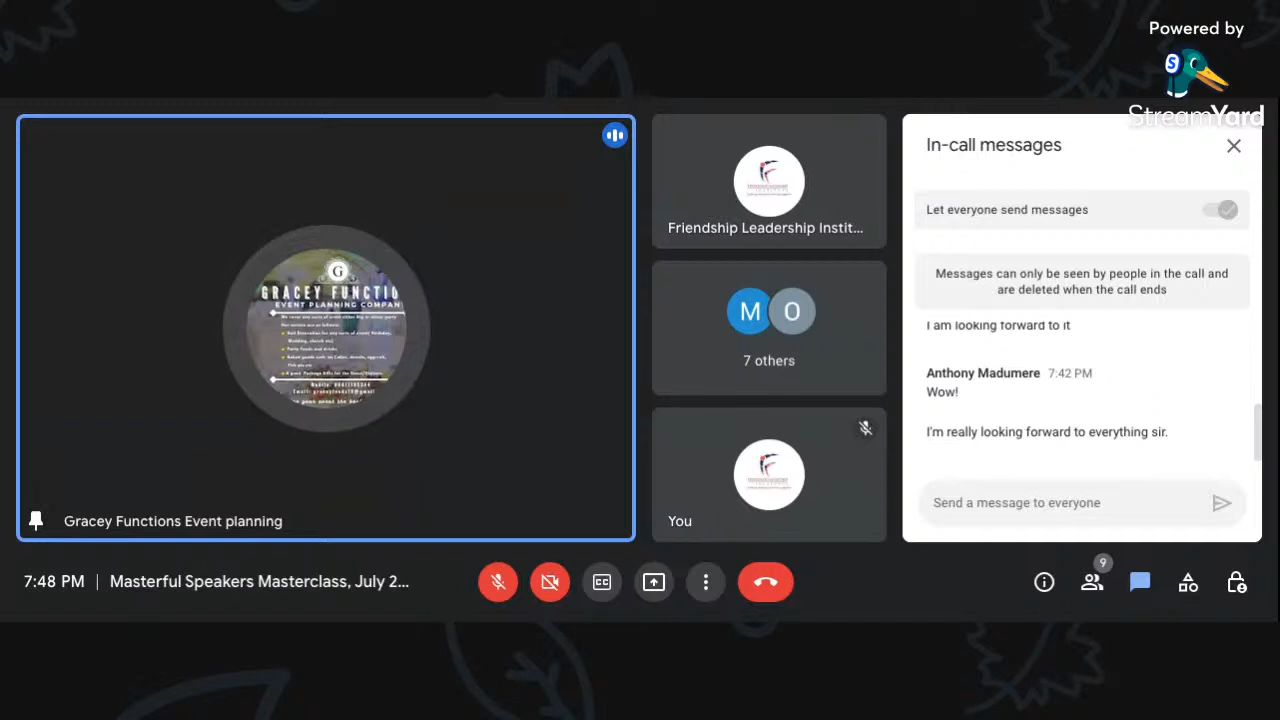 Powered by
S
StreamYard
G
GRACEY FUNCTIO
EVENT PLANNING COMPAN
Gracey Functions Event planning
Friendship Leadership Instit...
M O
7 others
You
In-call messages
Let everyone send messages
Messages can only be seen by people in the call and
are deleted when the call ends
I am looking forward to it
Anthony Madumere 7:42 PM
Wow!
I'm really looking forward to everything sir.
Send a message to everyone
7:48 PM | Masterful Speakers Masterclass, July 2...
9